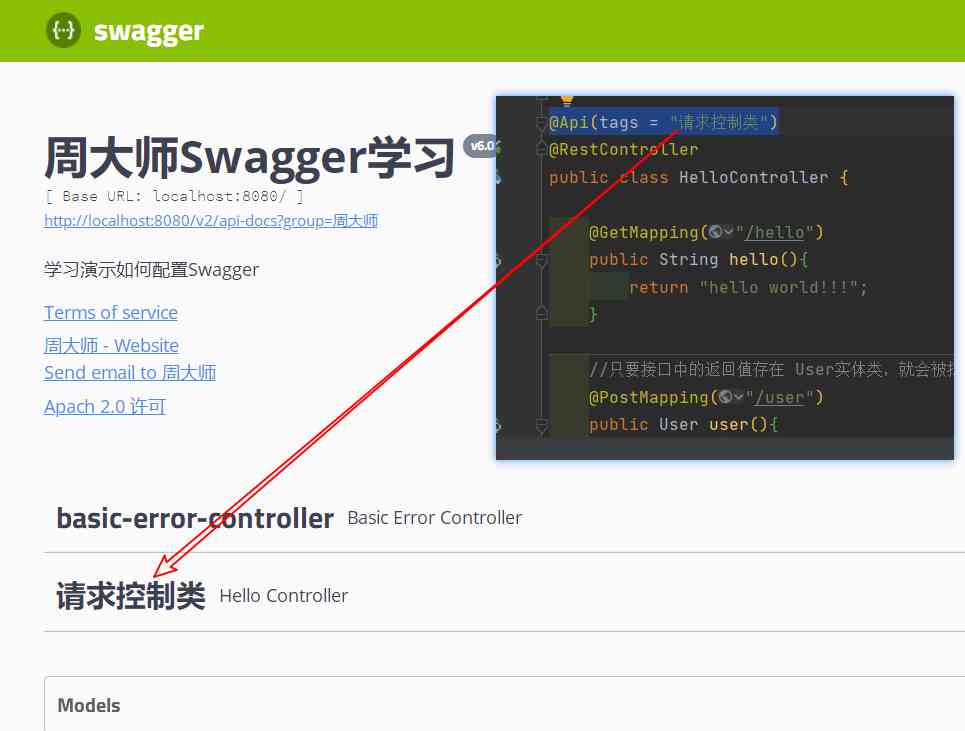 swagger
周大师Swagger学习 v6.0
[ Base URL: localhost:8080/ ]
http://localhost:8080/v2/api-docs?group=周大师
学习演示如何配置Swagger
Terms of service
周大师 - Website
Send email to 周大师
Apach 2.0 许可
@Api(tags = "请求控制类")
@RestController
public class HelloController {
@GetMapping("/hello")
public String hello(){
return "hello world!!!";
}
//只要接口中的返回值存在 User实体类，就会被
@PostMapping("/user")
public User user(){
basic-error-controller Basic Error Controller
请求控制类 Hello Controller
Models